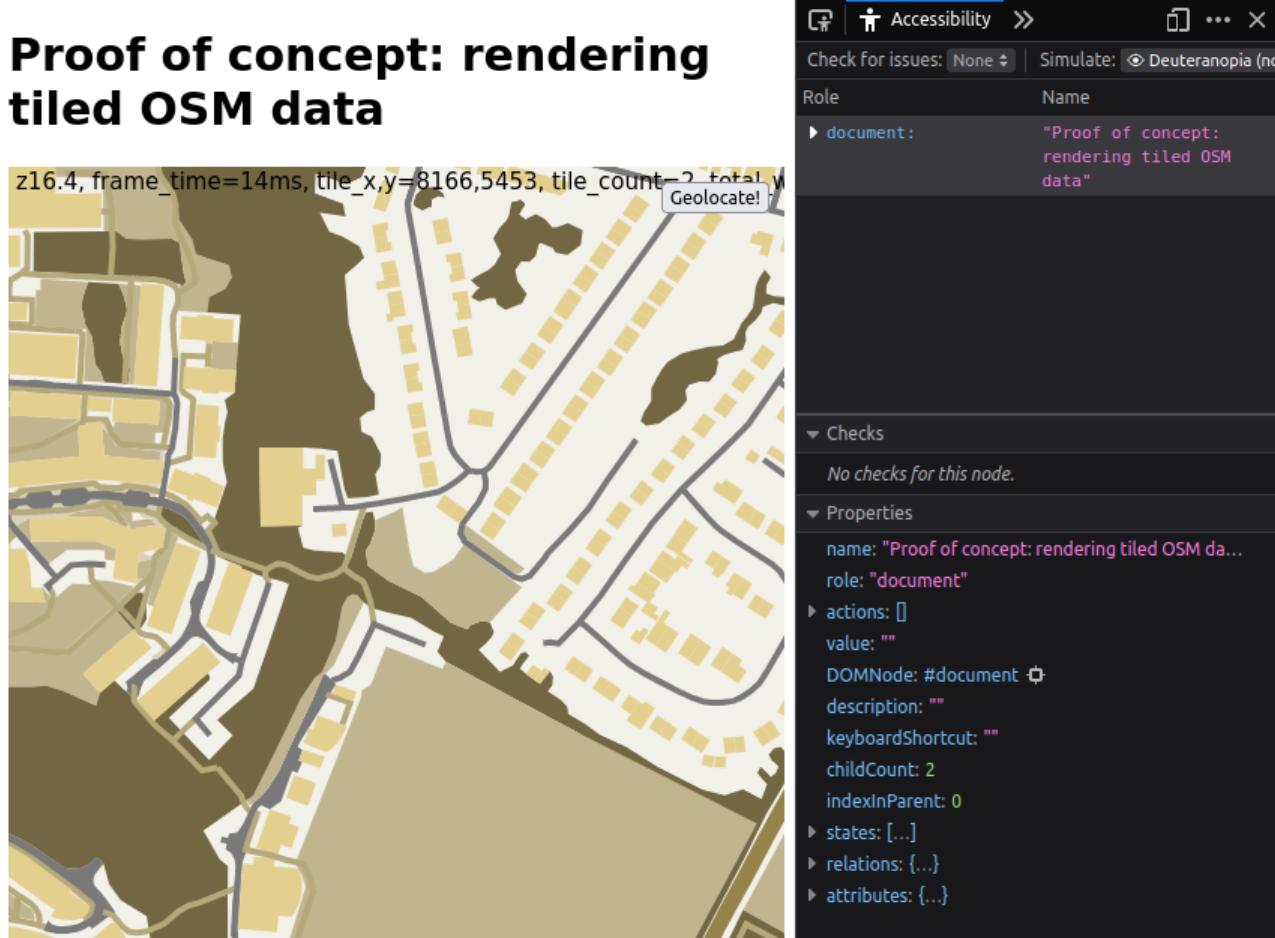 Proof of concept: rendering
tiled OSM data
z16.4, frame_time=14ms, tile_x,y=8166,5453, tile_count=2, total_w
Geolocate!
Accessibility
Check for issues: None Simulate: Deuteranopia (no
Role Name
document: "Proof of concept:
rendering tiled OSM
data"
Checks
No checks for this node.
Properties
name: "Proof of concept: rendering tiled OSM da…
role: "document"
actions: []
value: ""
DOMNode: #document
description: ""
keyboardShortcut: ""
childCount: 2
indexInParent: 0
states: […]
relations: {…}
attributes: {…}